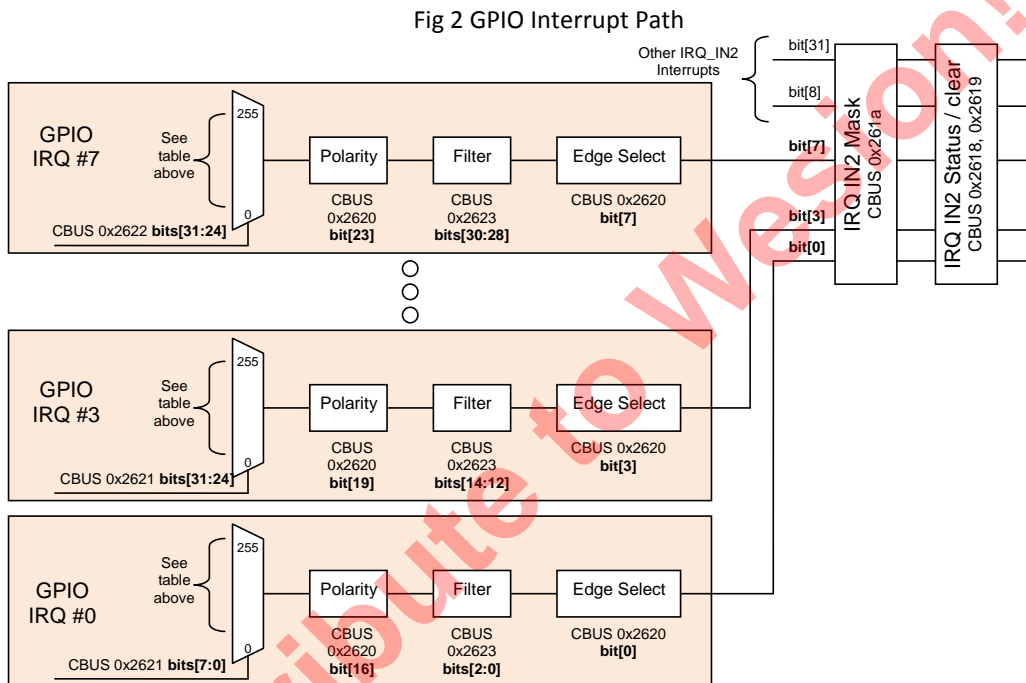 Fig 2 GPIO Interrupt Path
Other IRQ_IN2
Interrupts
bit[31]
bit[8]
bit[7]
bit[3]
bit[0]
IRQ IN2 Mask
CBUS 0x261a
IRQ IN2 Status / clear
CBUS 0x2618, 0x2619
GPIO
IRQ #7
See
table
above
255
0
CBUS 0x2622 bits[31:24]
Polarity
CBUS
0x2620
bit[23]
Filter
CBUS
0x2623
bits[30:28]
Edge Select
CBUS 0x2620
bit[7]
GPIO
IRQ #3
See
table
above
255
0
CBUS 0x2621 bits[31:24]
Polarity
CBUS
0x2620
bit[19]
Filter
CBUS
0x2623
bits[14:12]
Edge Select
CBUS 0x2620
bit[3]
GPIO
IRQ #0
See
table
above
255
0
CBUS 0x2621 bits[7:0]
Polarity
CBUS
0x2620
bit[16]
Filter
CBUS
0x2623
bits[2:0]
Edge Select
CBUS 0x2620
bit[0]
ribute to Wesion!